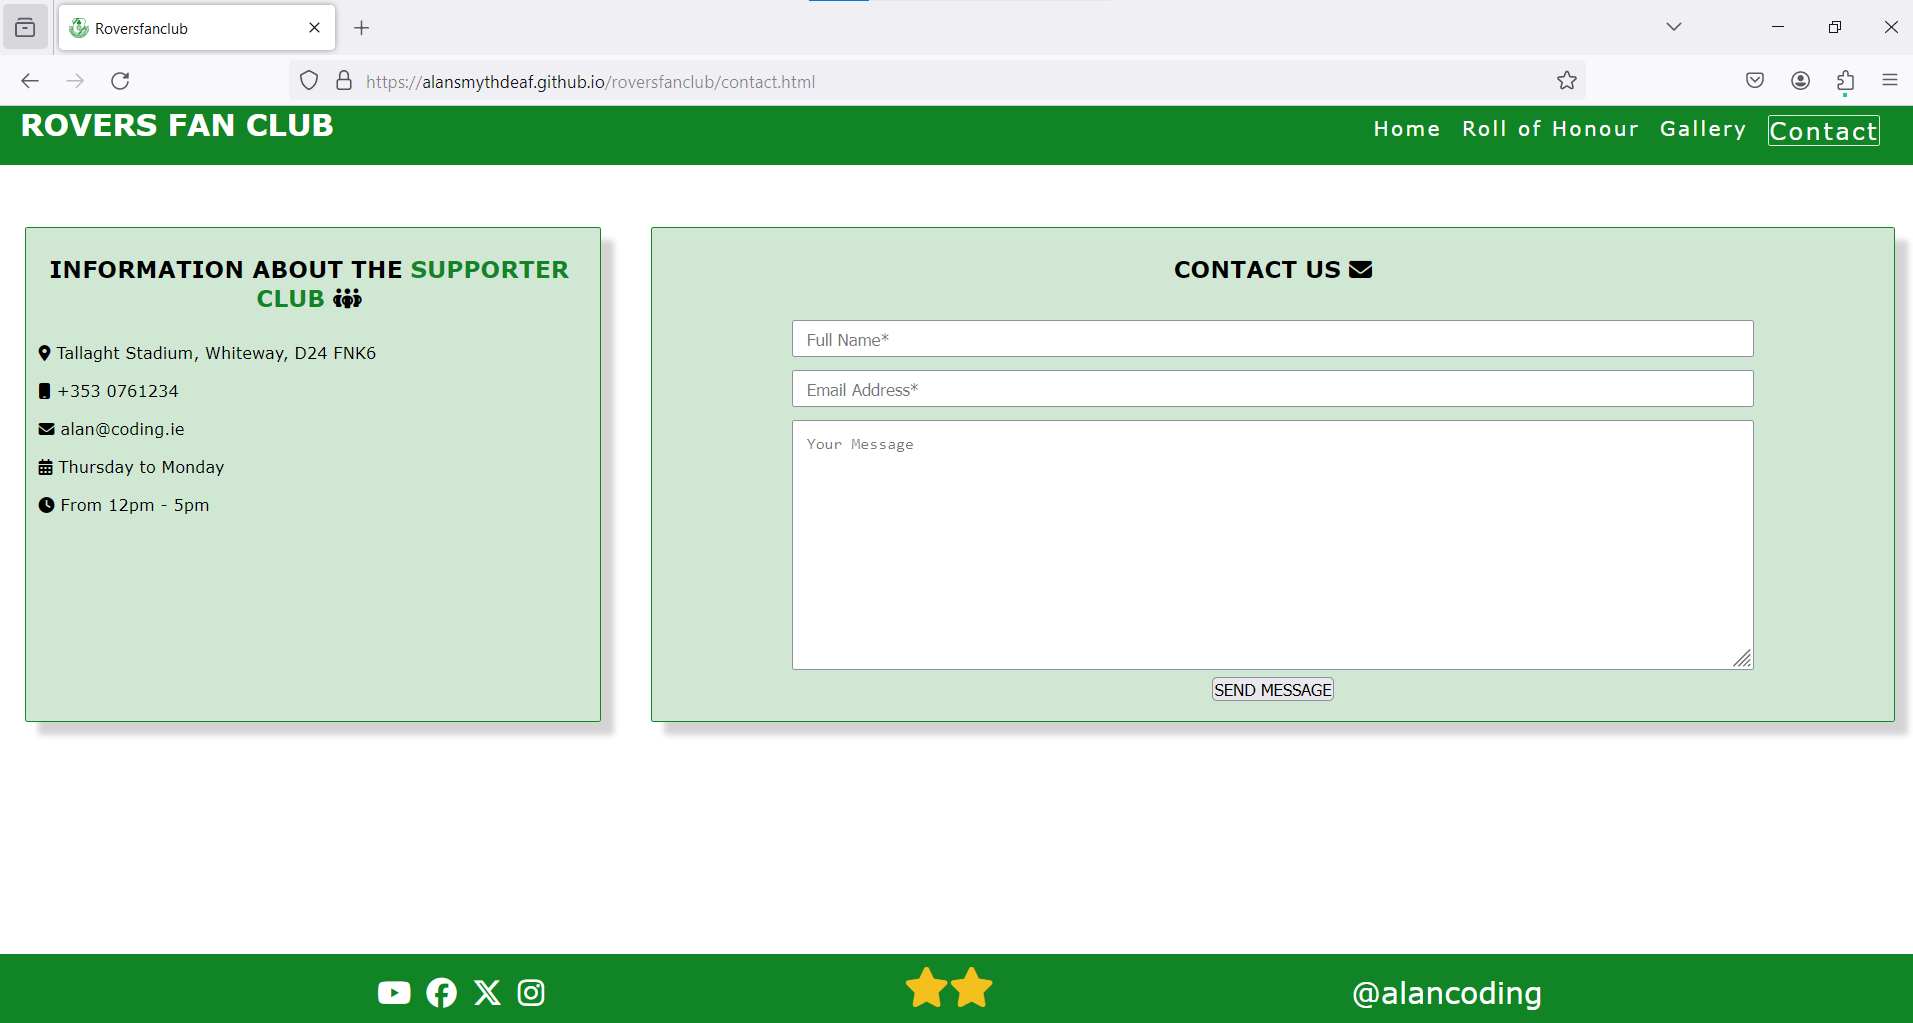 Roversfanclub
https://alansmythdeaf.github.io/roversfanclub/contact.html
ROVERS FAN CLUB
Home Roll of Honour Gallery Contact
INFORMATION ABOUT THE SUPPORTER
CLUB
Tallaght Stadium, Whiteway, D24 FNK6
+353 0761234
alan@coding.ie
Thursday to Monday
From 12pm - 5pm
CONTACT US
Full Name*
Email Address*
Your Message
SEND MESSAGE
@alancoding